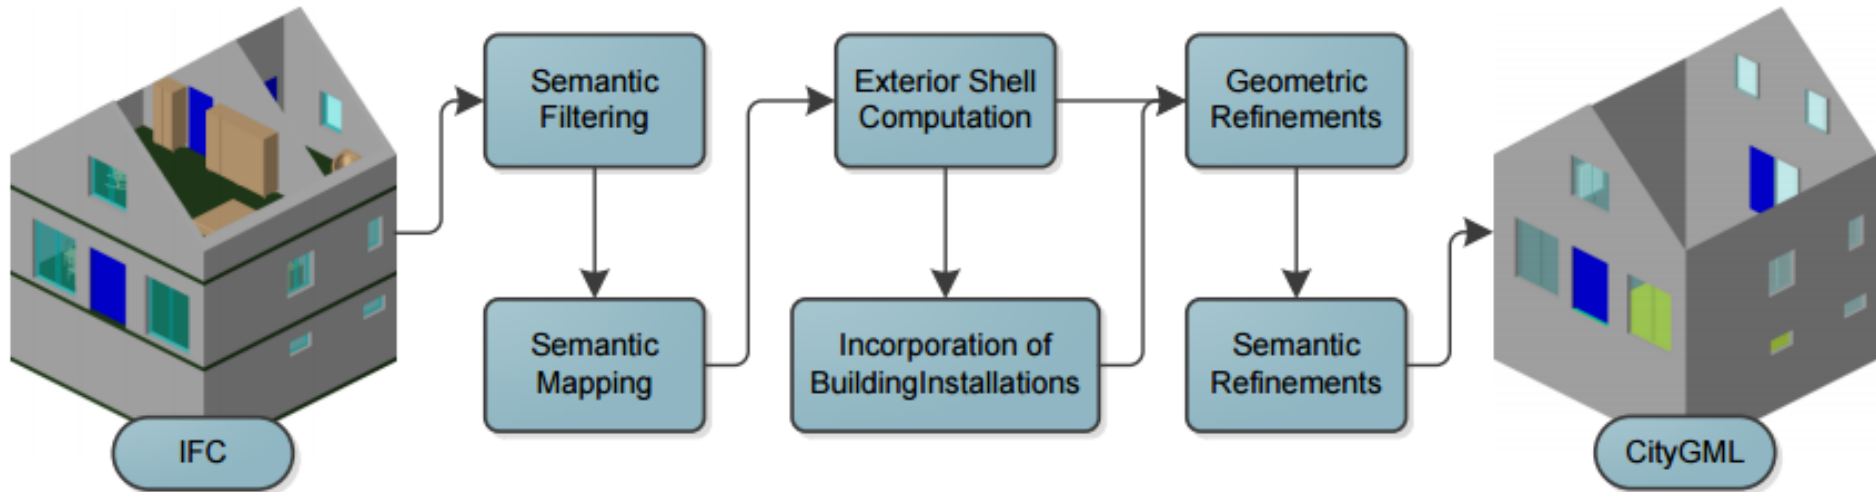 Semantic
Filtering
Exterior Shell
Computation
Geometric
Refinements
Semantic
Mapping
Incorporation of
BuildingInstallations
Semantic
Refinements
IFC
CityGML